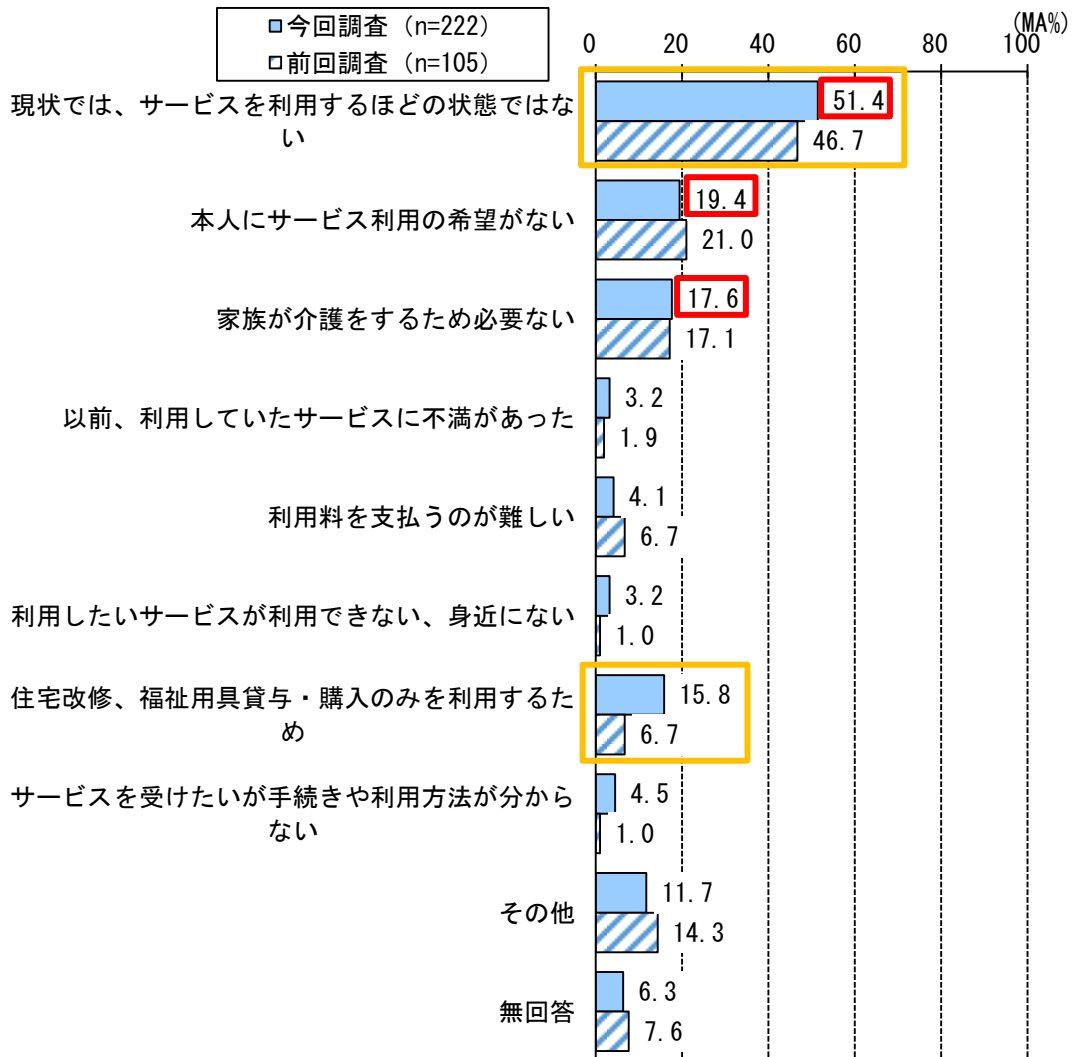 今回調査（n=222）
前回調査（n=105）
(MA%)
0 20 40 60 80 100
現状では、サービスを利用するほどの状態ではな
い
51.4
46.7
本人にサービス利用の希望がない
19.4
21.0
家族が介護をするため必要ない
17.6
17.1
以前、利用していたサービスに不満があった
3.2
1.9
利用料を支払うのが難しい
4.1
6.7
利用したいサービスが利用できない、身近にない
3.2
1.0
住宅改修、福祉用具貸与・購入のみを利用するた
め
15.8
6.7
サービスを受けたいが手続きや利用方法が分から
ない
4.5
1.0
その他
11.7
14.3
無回答
6.3
7.6